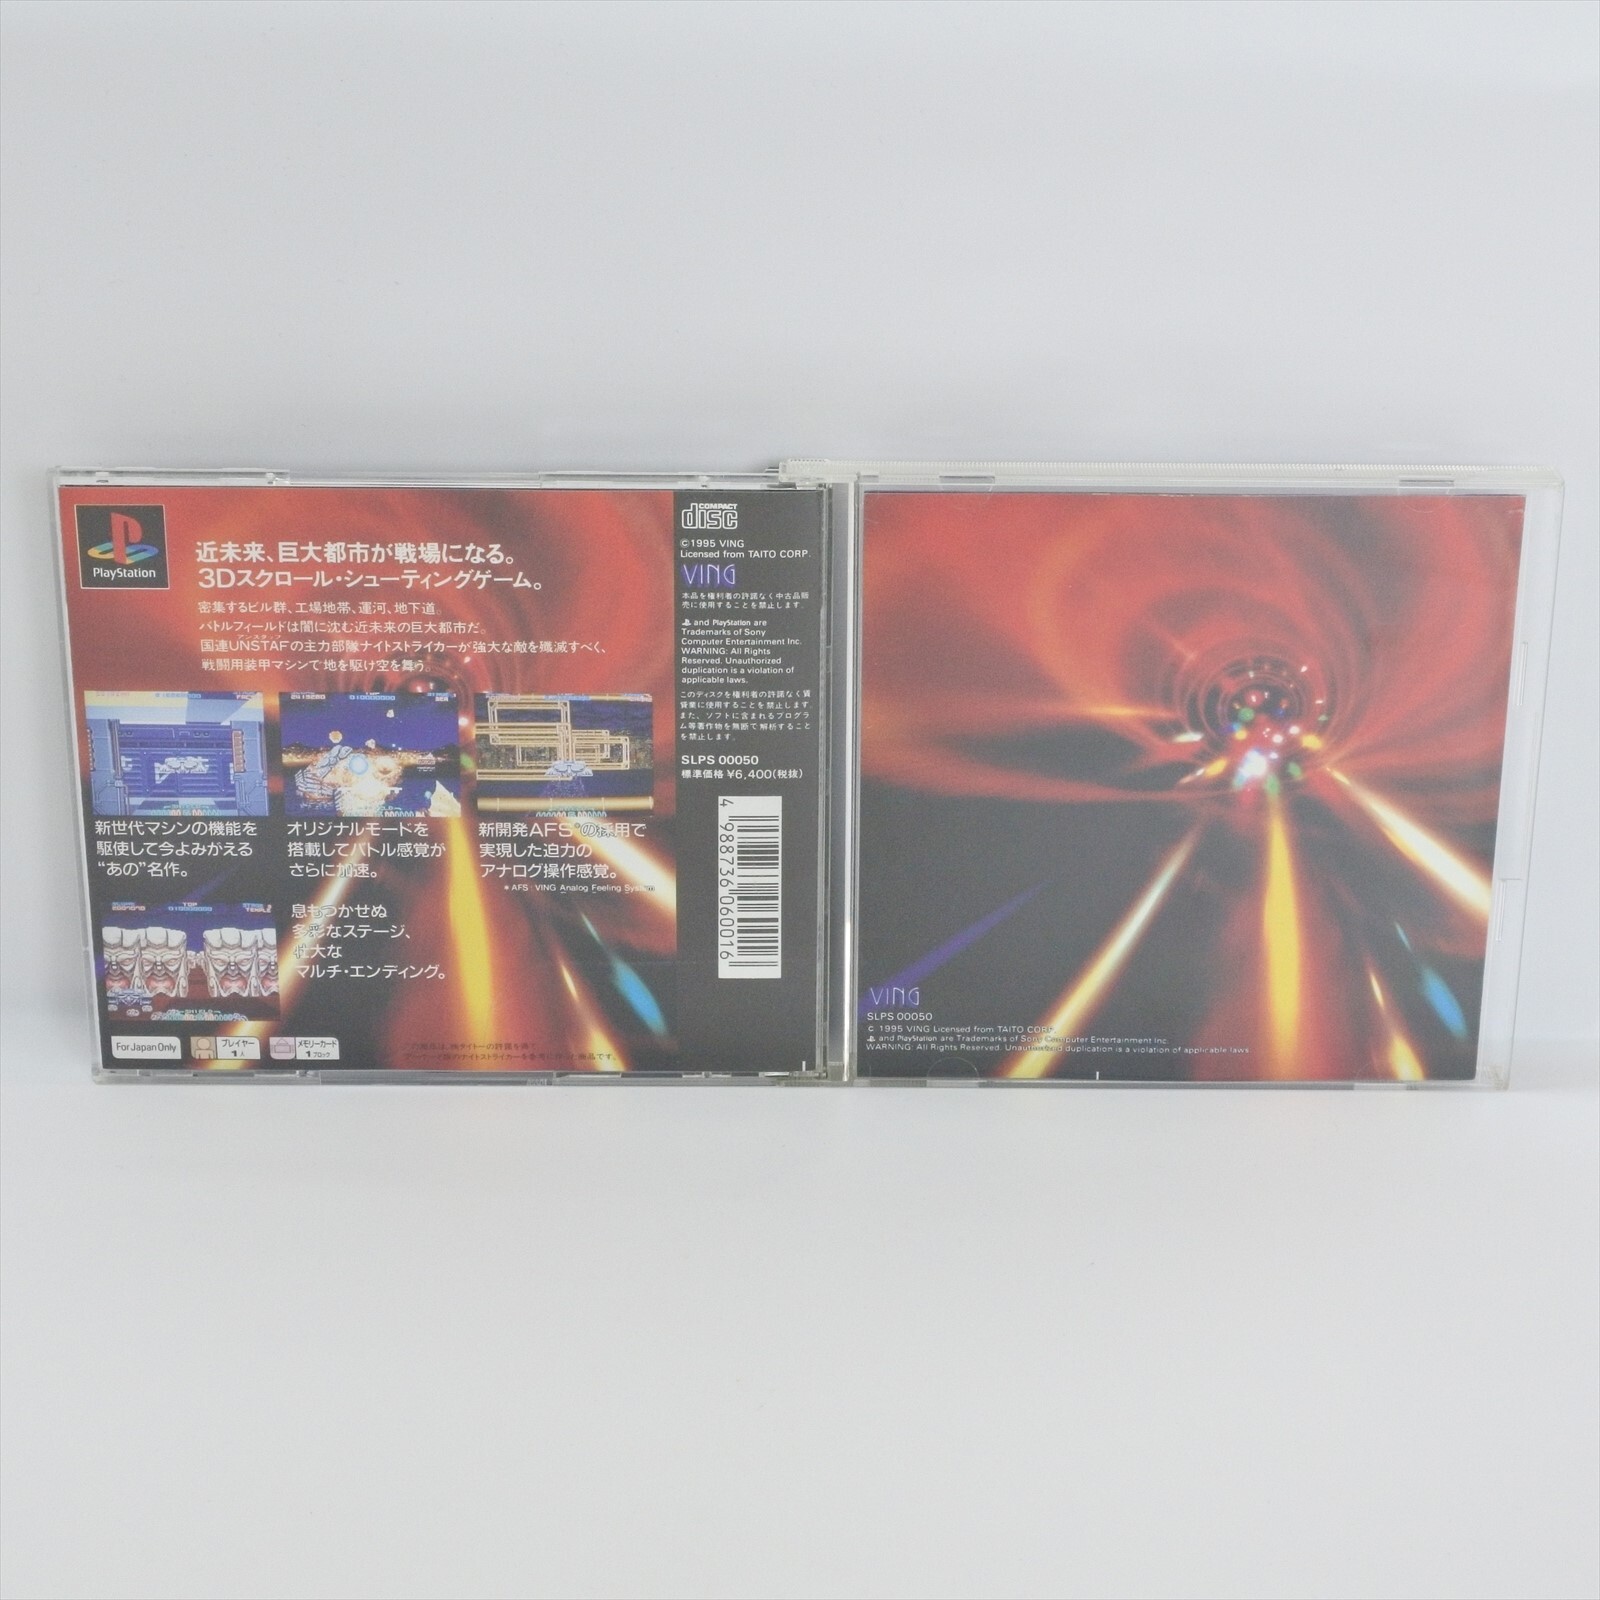 PlayStation
近未来、巨大都市が戦場になる。
3Dスクロール・シューティングゲーム。
密集するビル群、工場地帯、運河、地下道。
バトルフィールドは闇に沈む近未来の巨大都市だ。
アンスタッフ
国連UNSTAFの主力部隊ナイトストライカーが強大な敵を殲滅すべく、
戦闘用装甲マシンで地を駆け空を舞う。
新世代マシンの機能を
駆使して今よみがえる
“あの”名作。
オリジナルモードを
搭載してバトル感覚が
さらに加速。
新開発AFS*の採用で
実現した迫力の
アナログ操作感覚。
* AFS : VING Analog Feeling System
TOP
息もつかせぬ
多彩なステージ、
壮大な
マルチ・エンディング。
For Japan Only
プレイヤー
1人
メモリーカード
1ブロック
COMPACT
disc
©1995 VING
Licensed from TAITO CORP.
VING
本品を権利者の許諾なく中古品販
売に使用することを禁止します。
and PlayStation are
Trademarks of Sony
Computer Entertainment Inc.
WARNING: All Rights
Reserved. Unauthorized
duplication is a violation of
applicable laws.
このディスクを権利者の許諾なく賃
貸業に使用することを禁止します。
また、ソフトに含まれるプログラ
ム等著作物を無断で解析すること
を禁止します。
SLPS 00050
標準価格 ¥6,400(税抜)
4988736060016
VING
SLPS 00050
© 1995 VING Licensed from TAITO CORP.
and PlayStation are Trademarks of Sony Computer Entertainment Inc.
WARNING: All Rights Reserved. Unauthorized duplication is a violation of applicable laws.